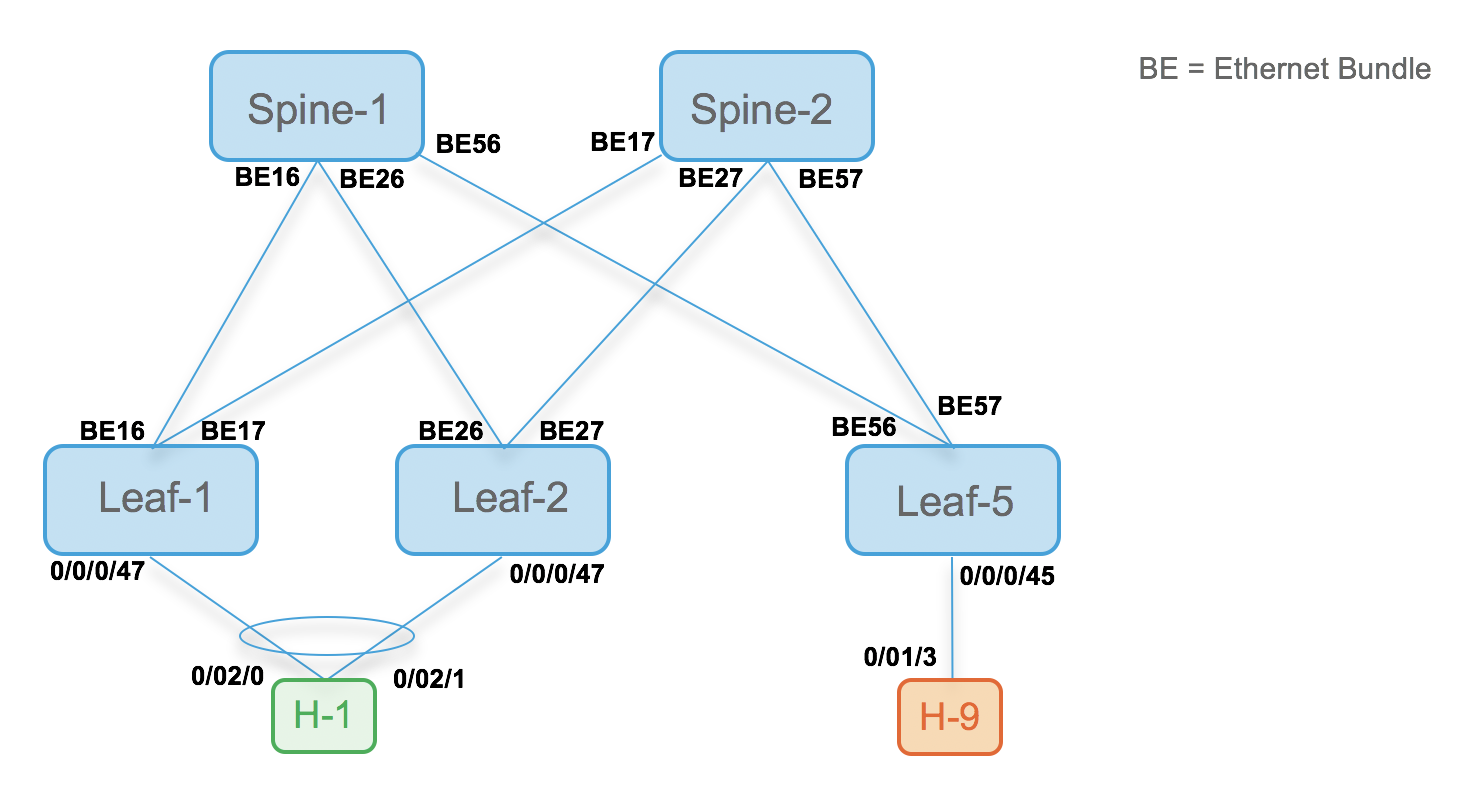 BE = Ethernet Bundle
Spine-1
Spine-2
BE56
BE17
BE16
BE26
BE27
BE57
BE16
BE17
BE26
BE27
BE56
BE57
Leaf-1
Leaf-2
Leaf-5
0/0/0/47
0/0/0/47
0/0/0/45
0/02/0
0/02/1
0/01/3
H-1
H-9